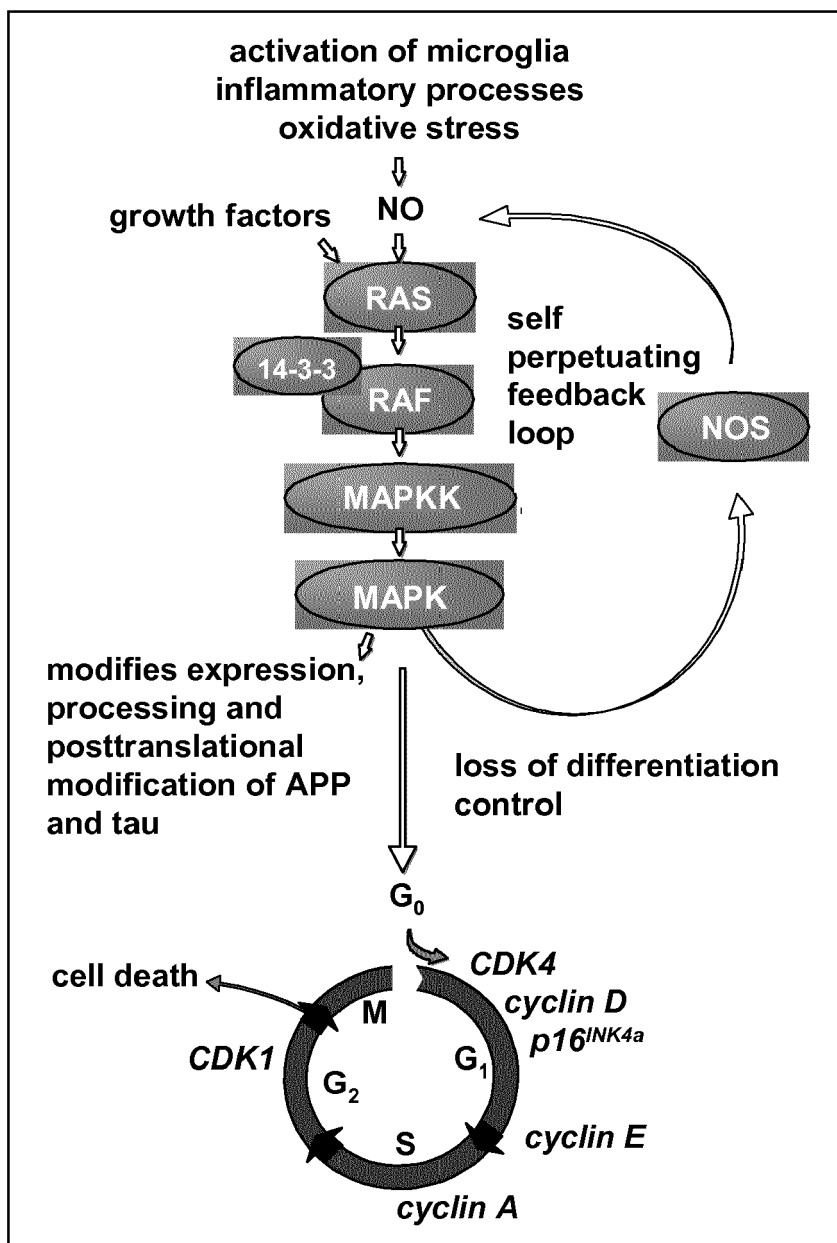 activation of microglia
inflammatory processes
oxidative stress
NO
growth factors
RAS
14-3-3
RAF
MAPKK
MAPK
self
perpetuating
feedback
loop
NOS
modifies expression,
processing and
posttranslational
modification of APP
and tau
loss of differentiation
control
G₀
cell death
CDK4
cyclin D
p16^INK4a
M
CDK1
G₁
G₂
S
cyclin E
cyclin A